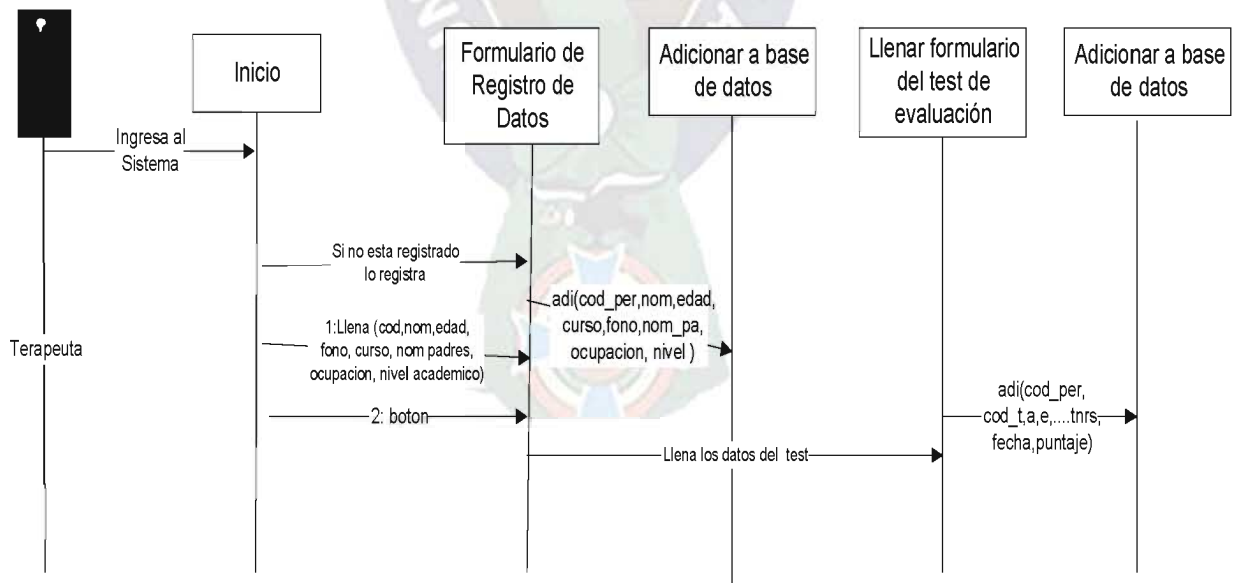 Inicio
Formulario de
Registro de
Datos
Adicionar a base
de datos
Llenar formulario
del test de
evaluación
Adicionar a base
de datos
Ingresa al
Sistema
Si no esta registrado
lo registra
adi(cod_per,nom,edad,
curso,fono,nom_pa,
ocupacion, nivel )
1:Llena (cod,nom,edad,
fono, curso, nom padres,
ocupacion, nivel academico)
Terapeuta
2: boton
adi(cod_per,
cod_t,a,e,....tnrs,
fecha,puntaje)
Llena los datos del test